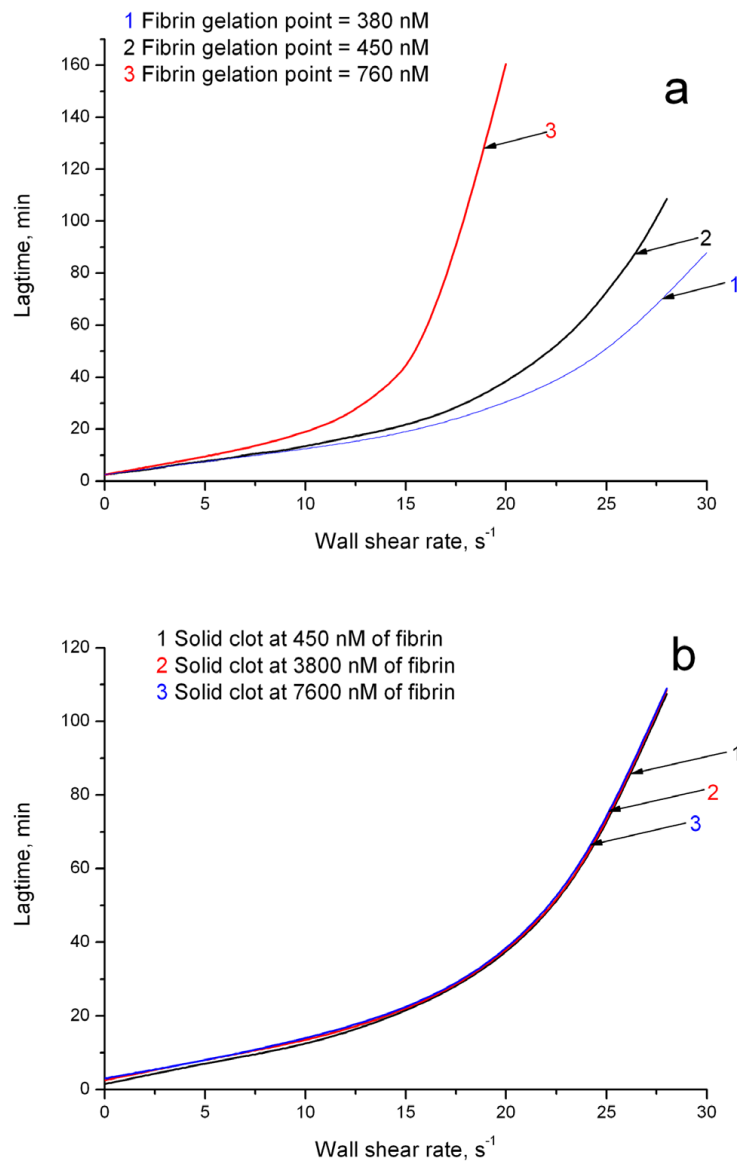 1 Fibrin gelation point = 380 nM
2 Fibrin gelation point = 450 nM
3 Fibrin gelation point = 760 nM
a
160
140
120
100
80
60
40
20
0
3
2
1
Lagtime, min
0 5 10 15 20 25 30
Wall shear rate, s⁻¹
1 Solid clot at 450 nM of fibrin
2 Solid clot at 3800 nM of fibrin
3 Solid clot at 7600 nM of fibrin
b
120
100
80
60
40
20
0
1
2
3
Lagtime, min
0 5 10 15 20 25 30
Wall shear rate, s⁻¹